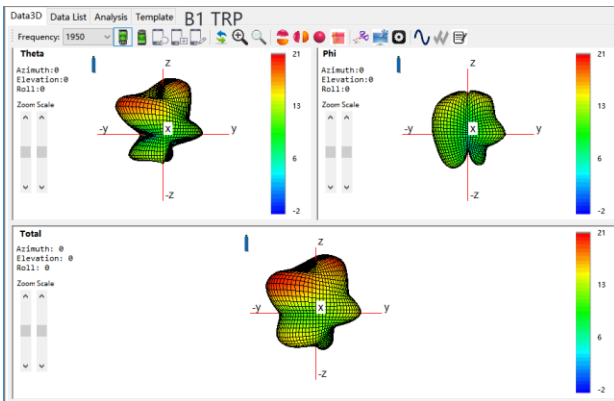 Data3D Data List Analysis Template B1 TRP
Frequency: 1950
Theta
Azimuth:0
Elevation:0
Roll:0
Zoom Scale
z
-y x y
-z
21
13
6
-2
Phi
Azimuth:0
Elevation:0
Roll:0
Zoom Scale
z
-y x y
-z
21
13
6
-2
Total
Azimuth: 0
Elevation: 0
Roll: 0
Zoom Scale
z
-y x y
-z
21
13
6
-2